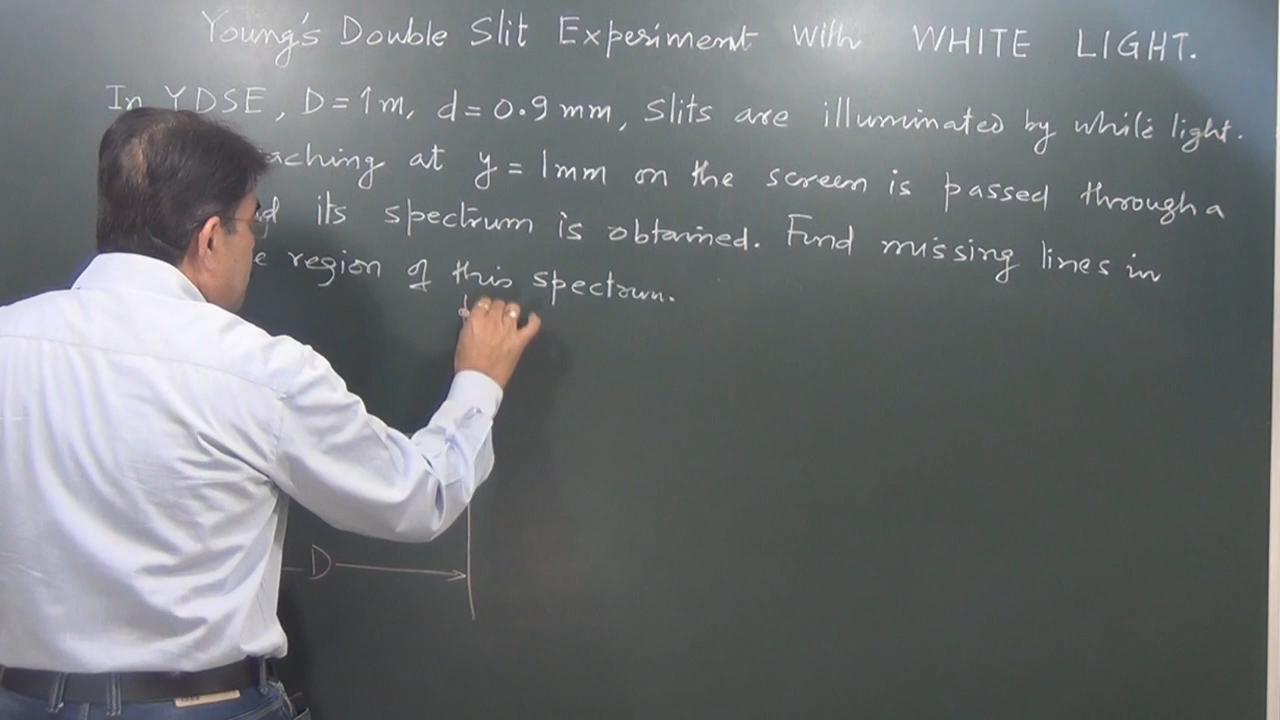 Young's Double Slit Experiment with WHITE LIGHT.
In YDSE, D = 1m, d = 0.9 mm, slits are illuminated by while light.
aching at y = 1mm on the screen is passed through a
its spectrum is obtained. Find missing lines in
e region of this spectrum.
D